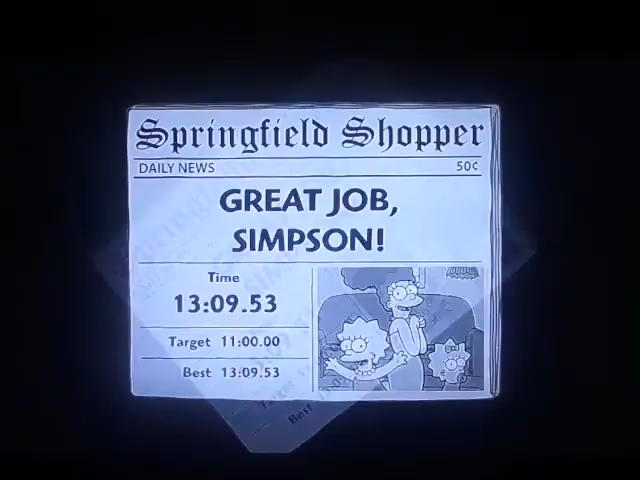 Springfield Shopper
DAILY NEWS 50¢
GREAT JOB,
SIMPSON!
Time
13:09.53
Target 11:00.00
Best 13:09.53